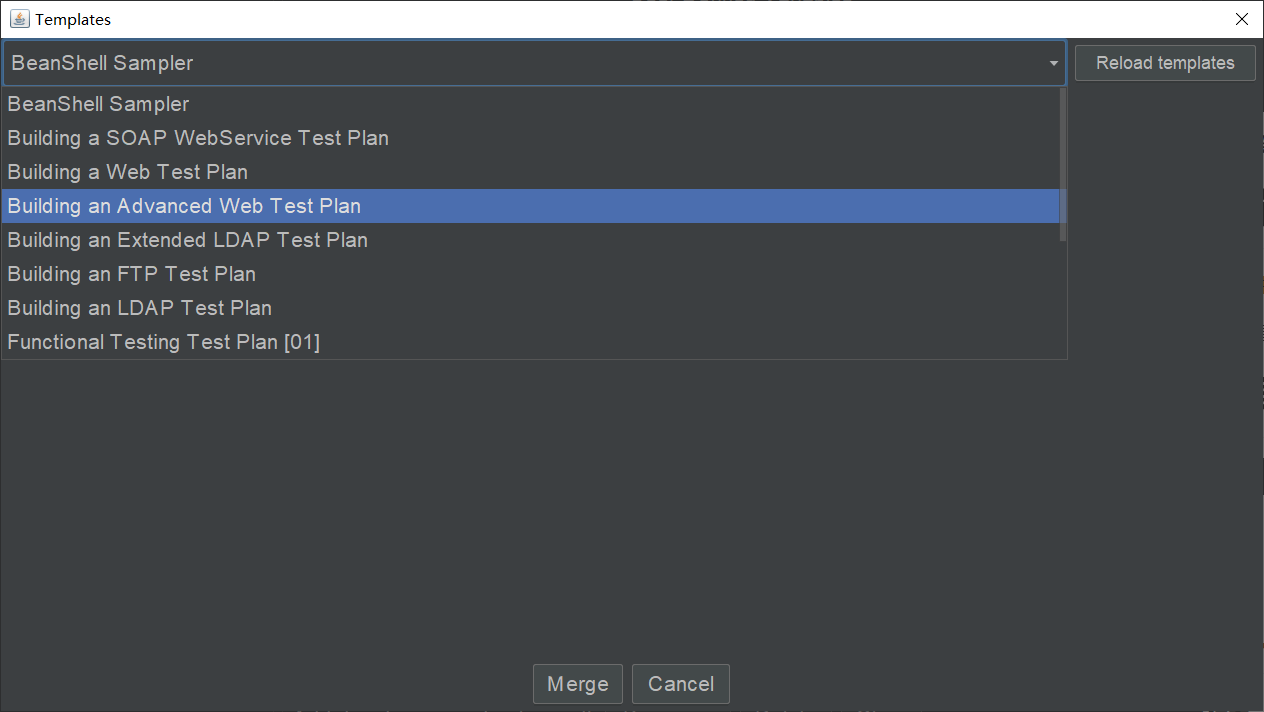 Templates
BeanShell Sampler
Reload templates
BeanShell Sampler
Building a SOAP WebService Test Plan
Building a Web Test Plan
Building an Advanced Web Test Plan
Building an Extended LDAP Test Plan
Building an FTP Test Plan
Building an LDAP Test Plan
Functional Testing Test Plan [01]
Merge
Cancel